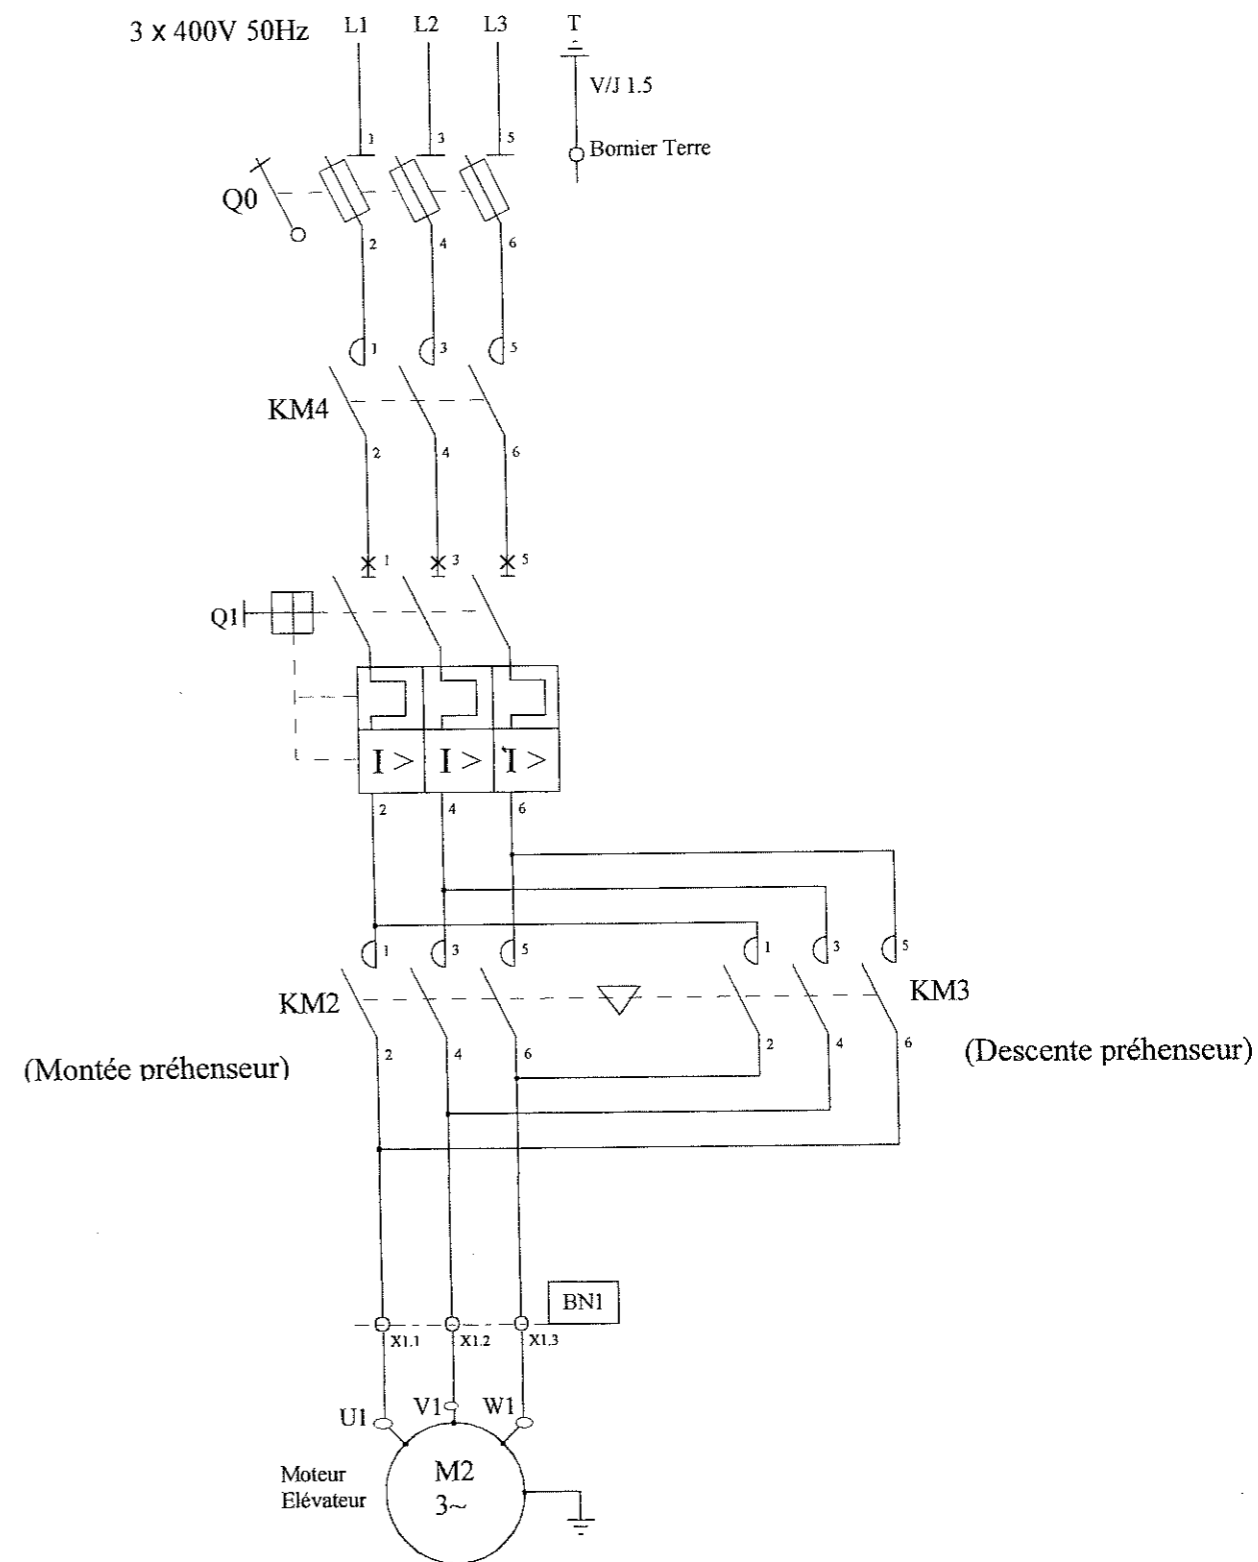 3 x 400V 50Hz L1 L2 L3 T
V/J 1.5
1 3 5
Bornier Terre
Q0
2 4 6
1 3 5
KM4
2 4 6
1 3 5
Q1
I > I > I >
2 4 6
1 3 5 1 3 5
KM2 KM3
2 4 6 2 4 6
(Montée préhenseur) (Descente préhenseur)
BN1
X1.1 X1.2 X1.3
U1 V1 W1
Moteur M2
Elévateur 3~